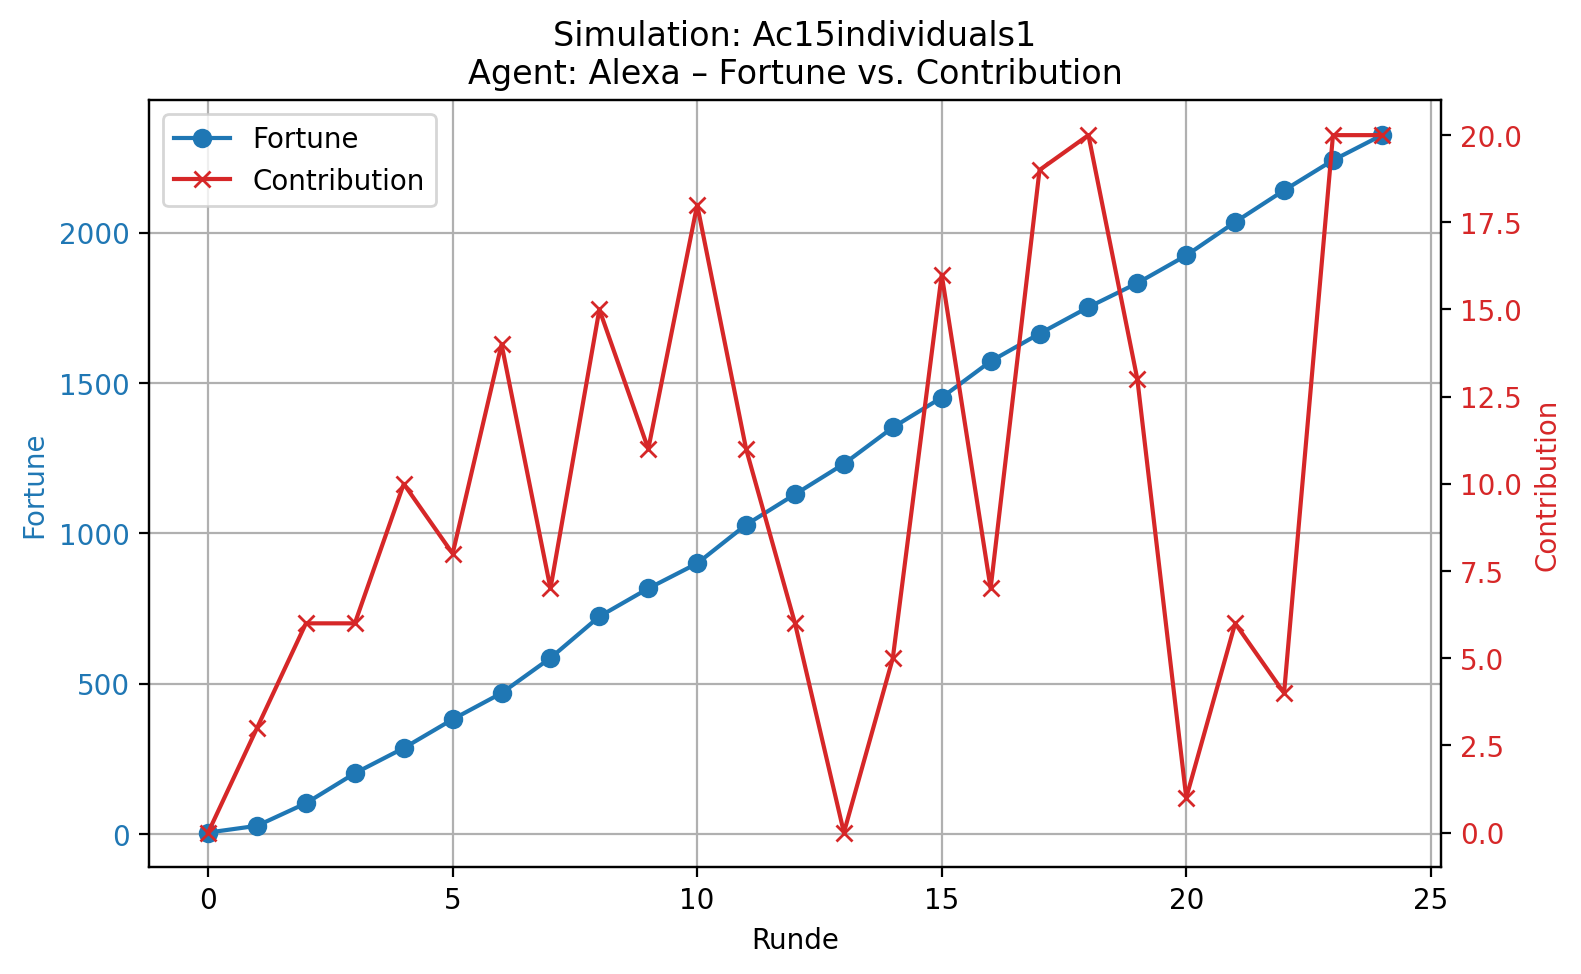 Simulation: Ac15individuals1
Agent: Alexa – Fortune vs. Contribution
Fortune
Contribution
2000
1500
1000
500
0
Fortune
20.0
17.5
15.0
12.5
10.0
7.5
5.0
2.5
0.0
Contribution
0 5 10 15 20 25
Runde